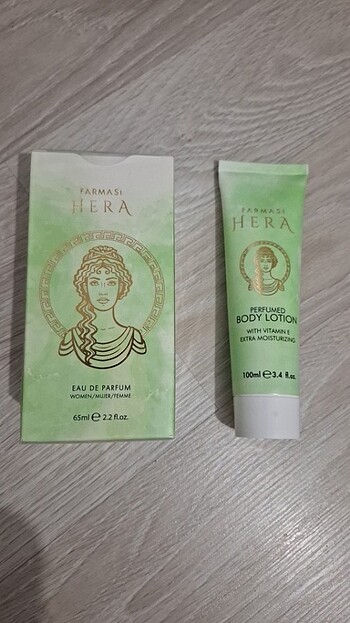 FARMASi
HERA
EAU DE PARFUM
WOMEN/MUJER/FEMME
65ml e 2.2 fl.oz.
FARMASi
HERA
PERFUMED
BODY LOTION
WITH VITAMIN E
EXTRA MOISTURIZING
100ml e 3.4 fl.oz.